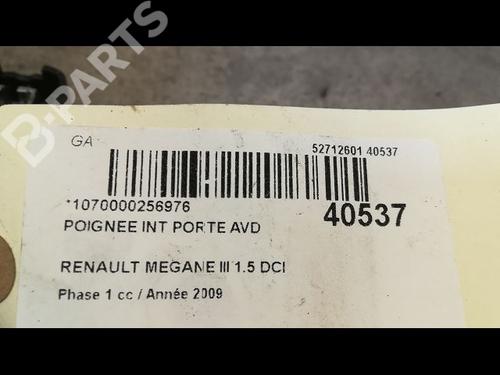 B-PARTS
GA
52712601 40537
*1070000256976
40537
POIGNEE INT PORTE AVD
RENAULT MEGANE III 1.5 DCI
Phase 1 cc / Année 2009